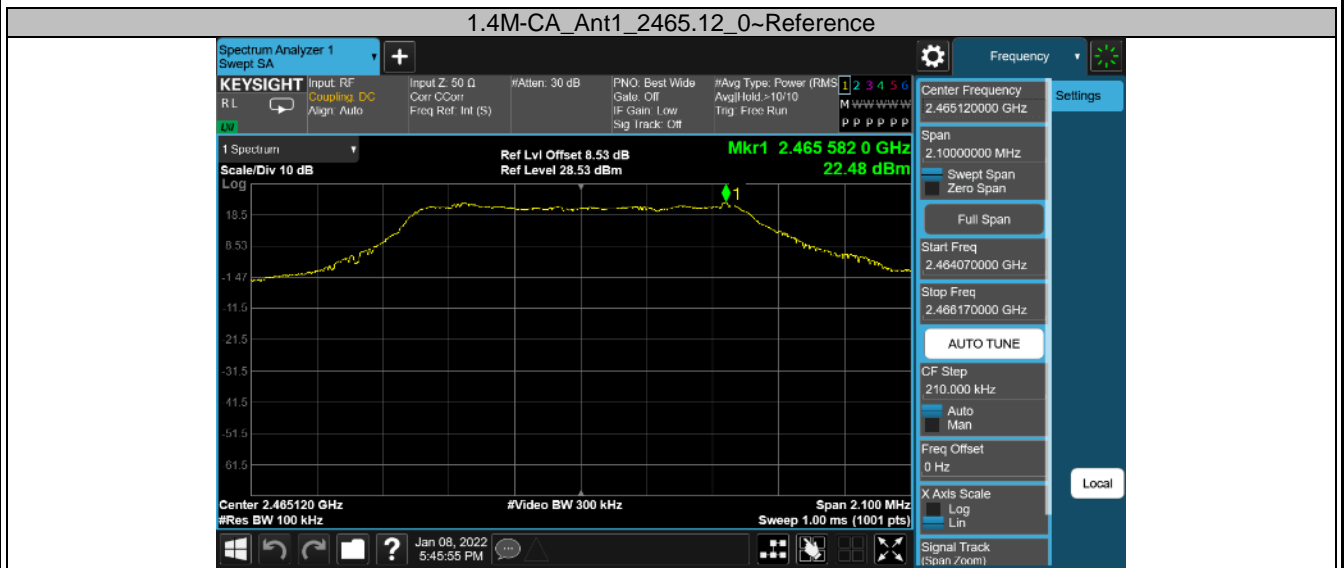 1.4M-CA_Ant1_2465.12_0~Reference
Spectrum Analyzer 1
Swept SA
+
Frequency
KEYSIGHT
RL
LXI
Input: RF
Coupling: DC
Align: Auto
Input Z: 50 Ω
Corr CCorr
Freq Ref: Int (S)
#Atten: 30 dB
PNO: Best Wide
Gate: Off
IF Gain: Low
Sig Track: Off
#Avg Type: Power (RMS
Avg|Hold:>10/10
Trig: Free Run
1 2 3 4 5 6
M W W W W W
P P P P P P
Center Frequency
2.465120000 GHz
Settings
1 Spectrum
Scale/Div 10 dB
Ref Lvl Offset 8.53 dB
Ref Level 28.53 dBm
Mkr1 2.465 582 0 GHz
22.48 dBm
Log
1
18.5
8.53
-1.47
-11.5
-21.5
-31.5
-41.5
-51.5
-61.5
Span
2.10000000 MHz
Swept Span
Zero Span
Full Span
Start Freq
2.464070000 GHz
Stop Freq
2.466170000 GHz
AUTO TUNE
CF Step
210.000 kHz
Auto
Man
Freq Offset
0 Hz
X Axis Scale
Log
Lin
Local
Signal Track
(Span Zoom)
Center 2.465120 GHz
#Res BW 100 kHz
#Video BW 300 kHz
Span 2.100 MHz
Sweep 1.00 ms (1001 pts)
?
Jan 08, 2022
5:45:55 PM